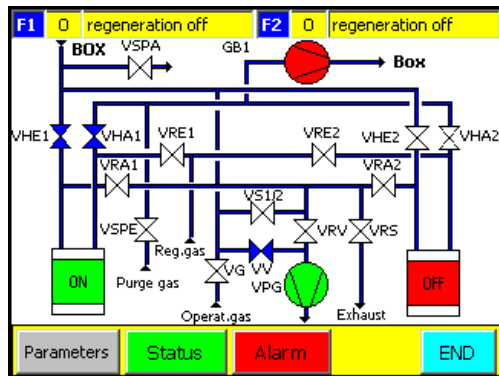 F1 0 regeneration off F2 0 regeneration off
BOX VSPA GB1 Box
VHE1 VHA1 VRE1 VRE2 VHE2 VHA2
VRA1 VRA2
VS1/2
VSPE VRV VRS
Reg.gas VG VV
ON Purge gas VPG OFF
Operat.gas Exhaust
Parameters Status Alarm END